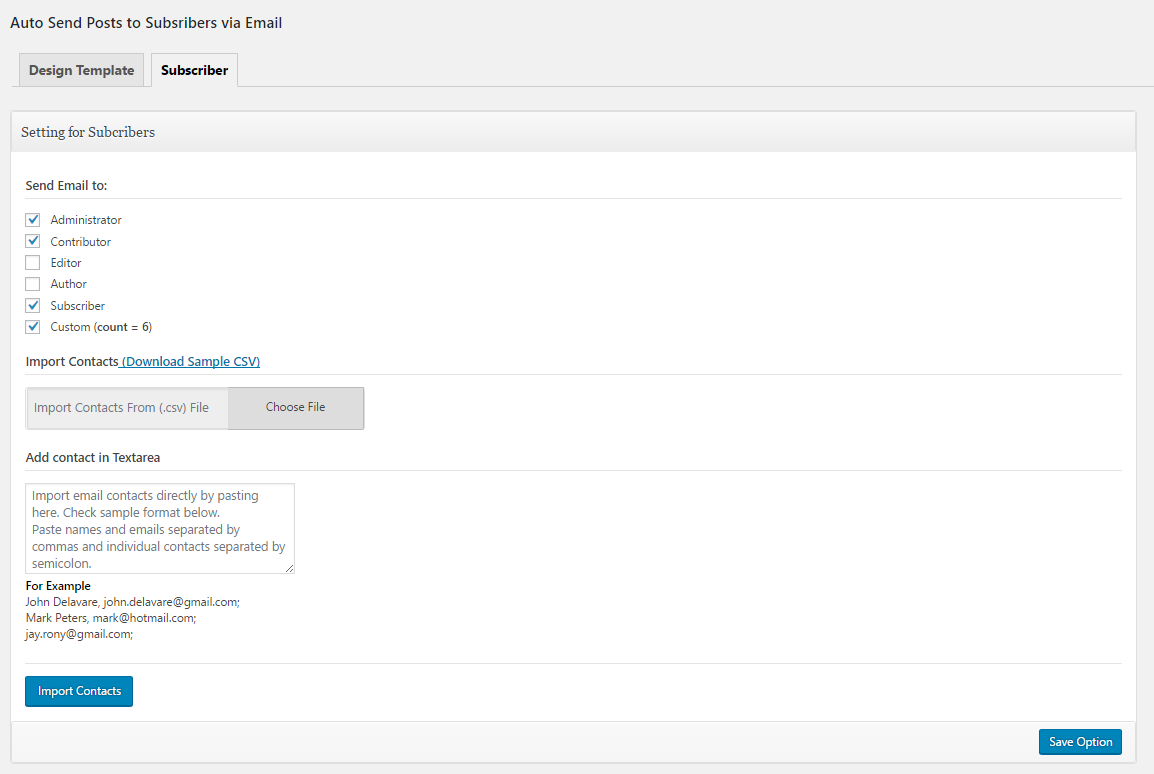 Auto Send Posts to Subsribers via Email
Design Template
Subscriber
Setting for Subcribers
Send Email to:
Administrator
Contributor
Editor
Author
Subscriber
Custom (count = 6)
Import Contacts (Download Sample CSV)
Import Contacts From (.csv) File
Choose File
Add contact in Textarea
Import email contacts directly by pasting
here. Check sample format below.
Paste names and emails separated by
commas and individual contacts separated by
semicolon.
For Example
John Delavare, john.delavare@gmail.com;
Mark Peters, mark@hotmail.com;
jay.rony@gmail.com;
Import Contacts
Save Option